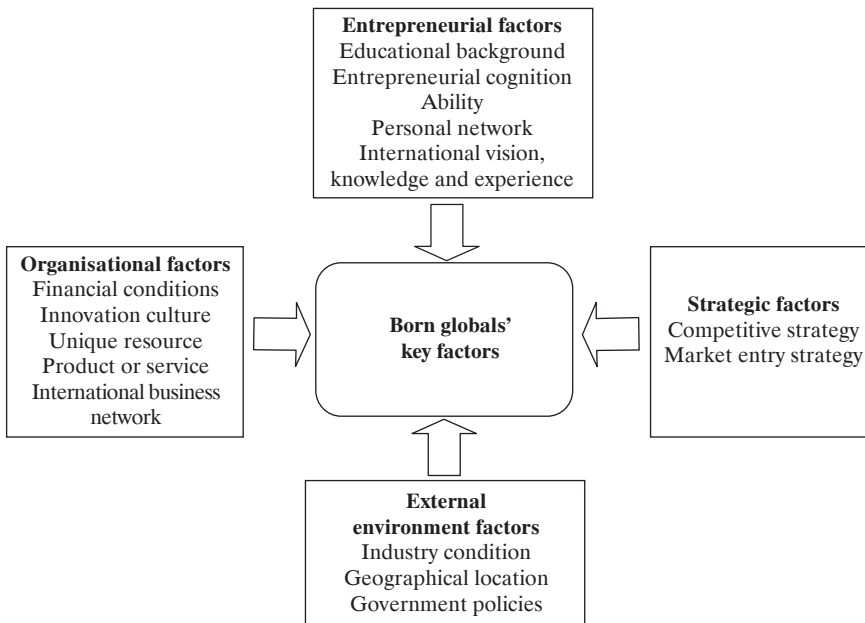 Entrepreneurial factors
Educational background
Entrepreneurial cognition
Ability
Personal network
International vision,
knowledge and experience
Organisational factors
Financial conditions
Innovation culture
Unique resource
Product or service
International business
network
Born globals'
key factors
Strategic factors
Competitive strategy
Market entry strategy
External
environment factors
Industry condition
Geographical location
Government policies